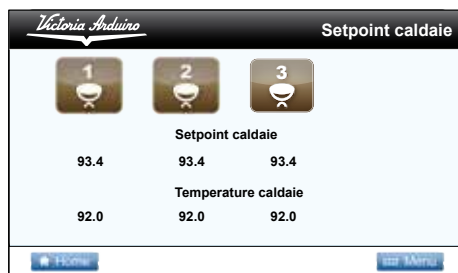 Victoria Arduino
Setpoint caldaie
1 2 3
Setpoint caldaie
93.4 93.4 93.4
Temperature caldaie
92.0 92.0 92.0
Home Menu